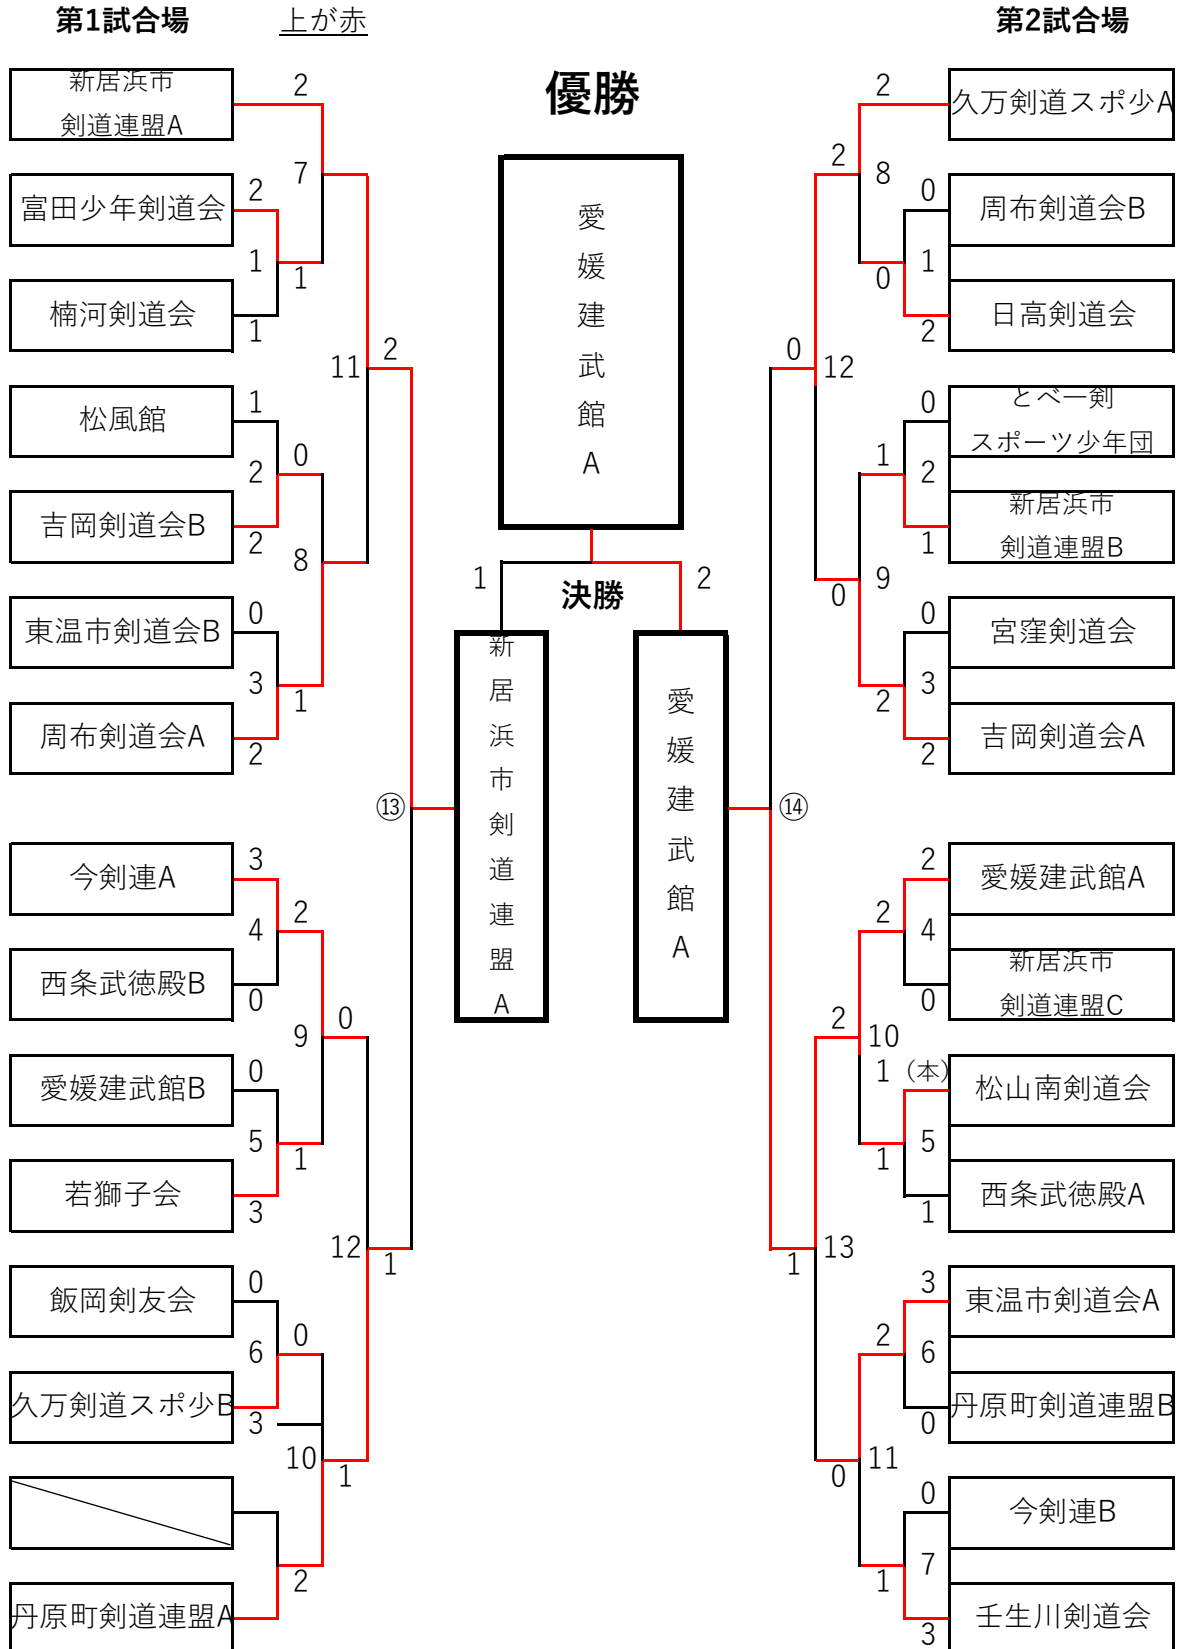 第1試合場
上が赤
新居浜市
剣道連盟A
2
7
富田少年剣道会
2
1
1
楠河剣道会
1
11
2
松風館
1
0
2
吉岡剣道会B
2
8
東温市剣道会B
0
3
1
周布剣道会A
2
⑬
今剣連A
3
2
4
西条武徳殿B
0
9
0
愛媛建武館B
0
5
1
若獅子会
3
12
1
飯岡剣友会
0
0
6
久万剣道スポ少B
3
10
1
2
丹原町剣道連盟A
優勝
愛媛建武館A
1
決勝
2
新居浜市剣道連盟A
愛媛建武館A
第2試合場
2
久万剣道スポ少A
2
8
0
周布剣道会B
1
0
日高剣道会
2
0
12
0
とべ一剣
スポーツ少年団
1
2
新居浜市
剣道連盟B
1
9
0
0
宮窪剣道会
3
2
吉岡剣道会A
2
⑭
2
愛媛建武館A
2
4
新居浜市
剣道連盟C
0
2
10
1（本）
松山南剣道会
5
1
西条武徳殿A
1
13
1
3
東温市剣道会A
2
6
丹原町剣道連盟B
0
11
0
0
今剣連B
7
1
壬生川剣道会
3